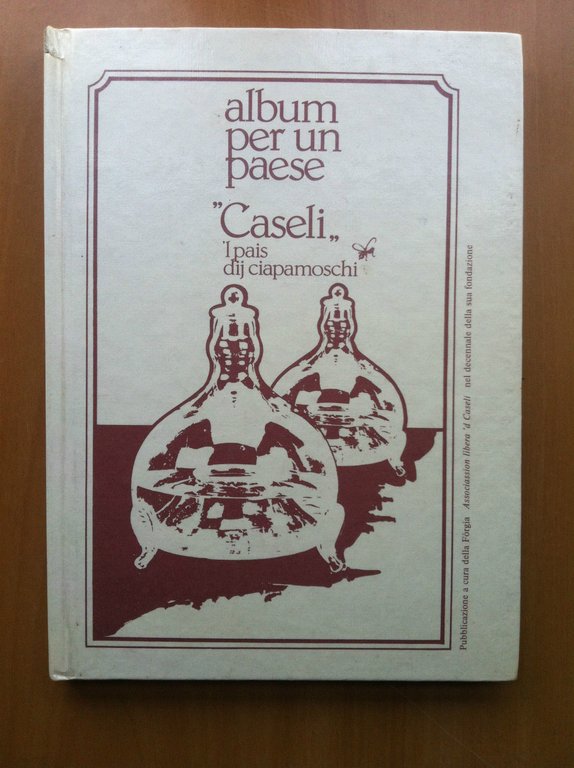 album
per un
paese
"Caseli„
'l pais
dij ciapamoschi
Pubblicazione a cura della Fòrgia Associassion libera 'd Caseli nel decennale della sua fondazione